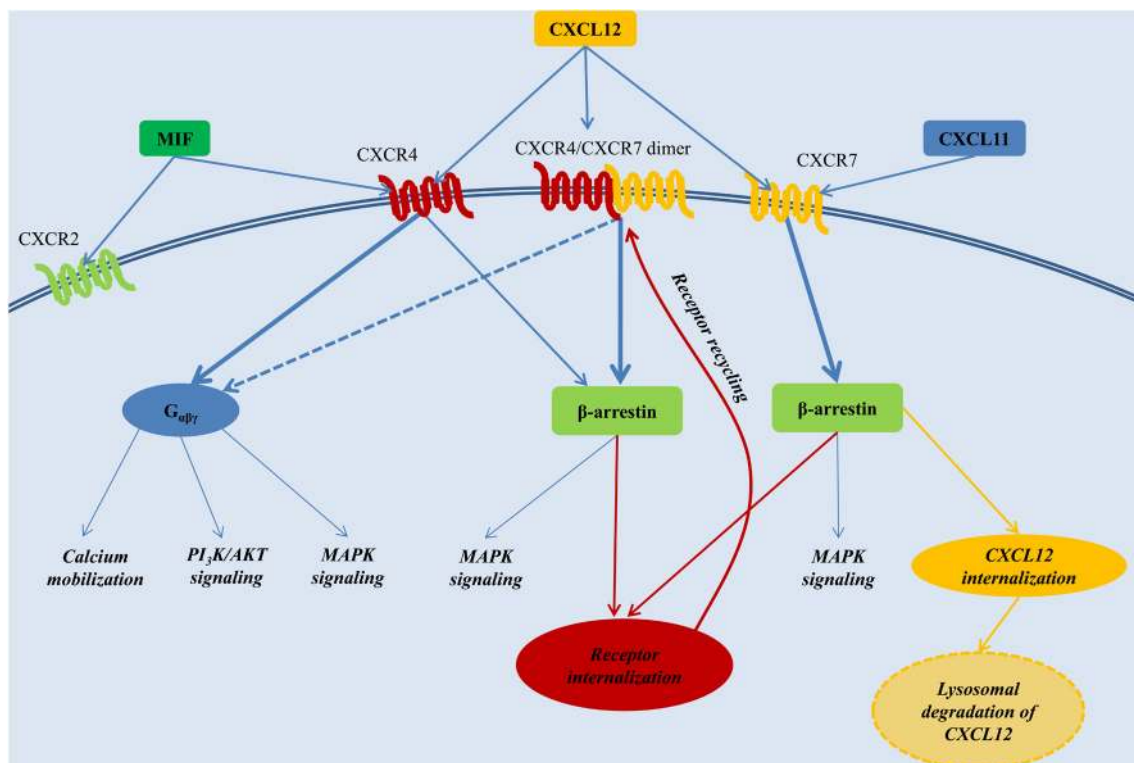 CXCL12
MIF
CXCL11
CXCR4
CXCR4/CXCR7 dimer
CXCR7
CXCR2
Receptor recycling
Gαβγ
β-arrestin
β-arrestin
Calcium
mobilization
PI3K/AKT
signaling
MAPK
signaling
MAPK
signaling
MAPK
signaling
CXCL12
internalization
Receptor
internalization
Lysosomal
degradation of
CXCL12